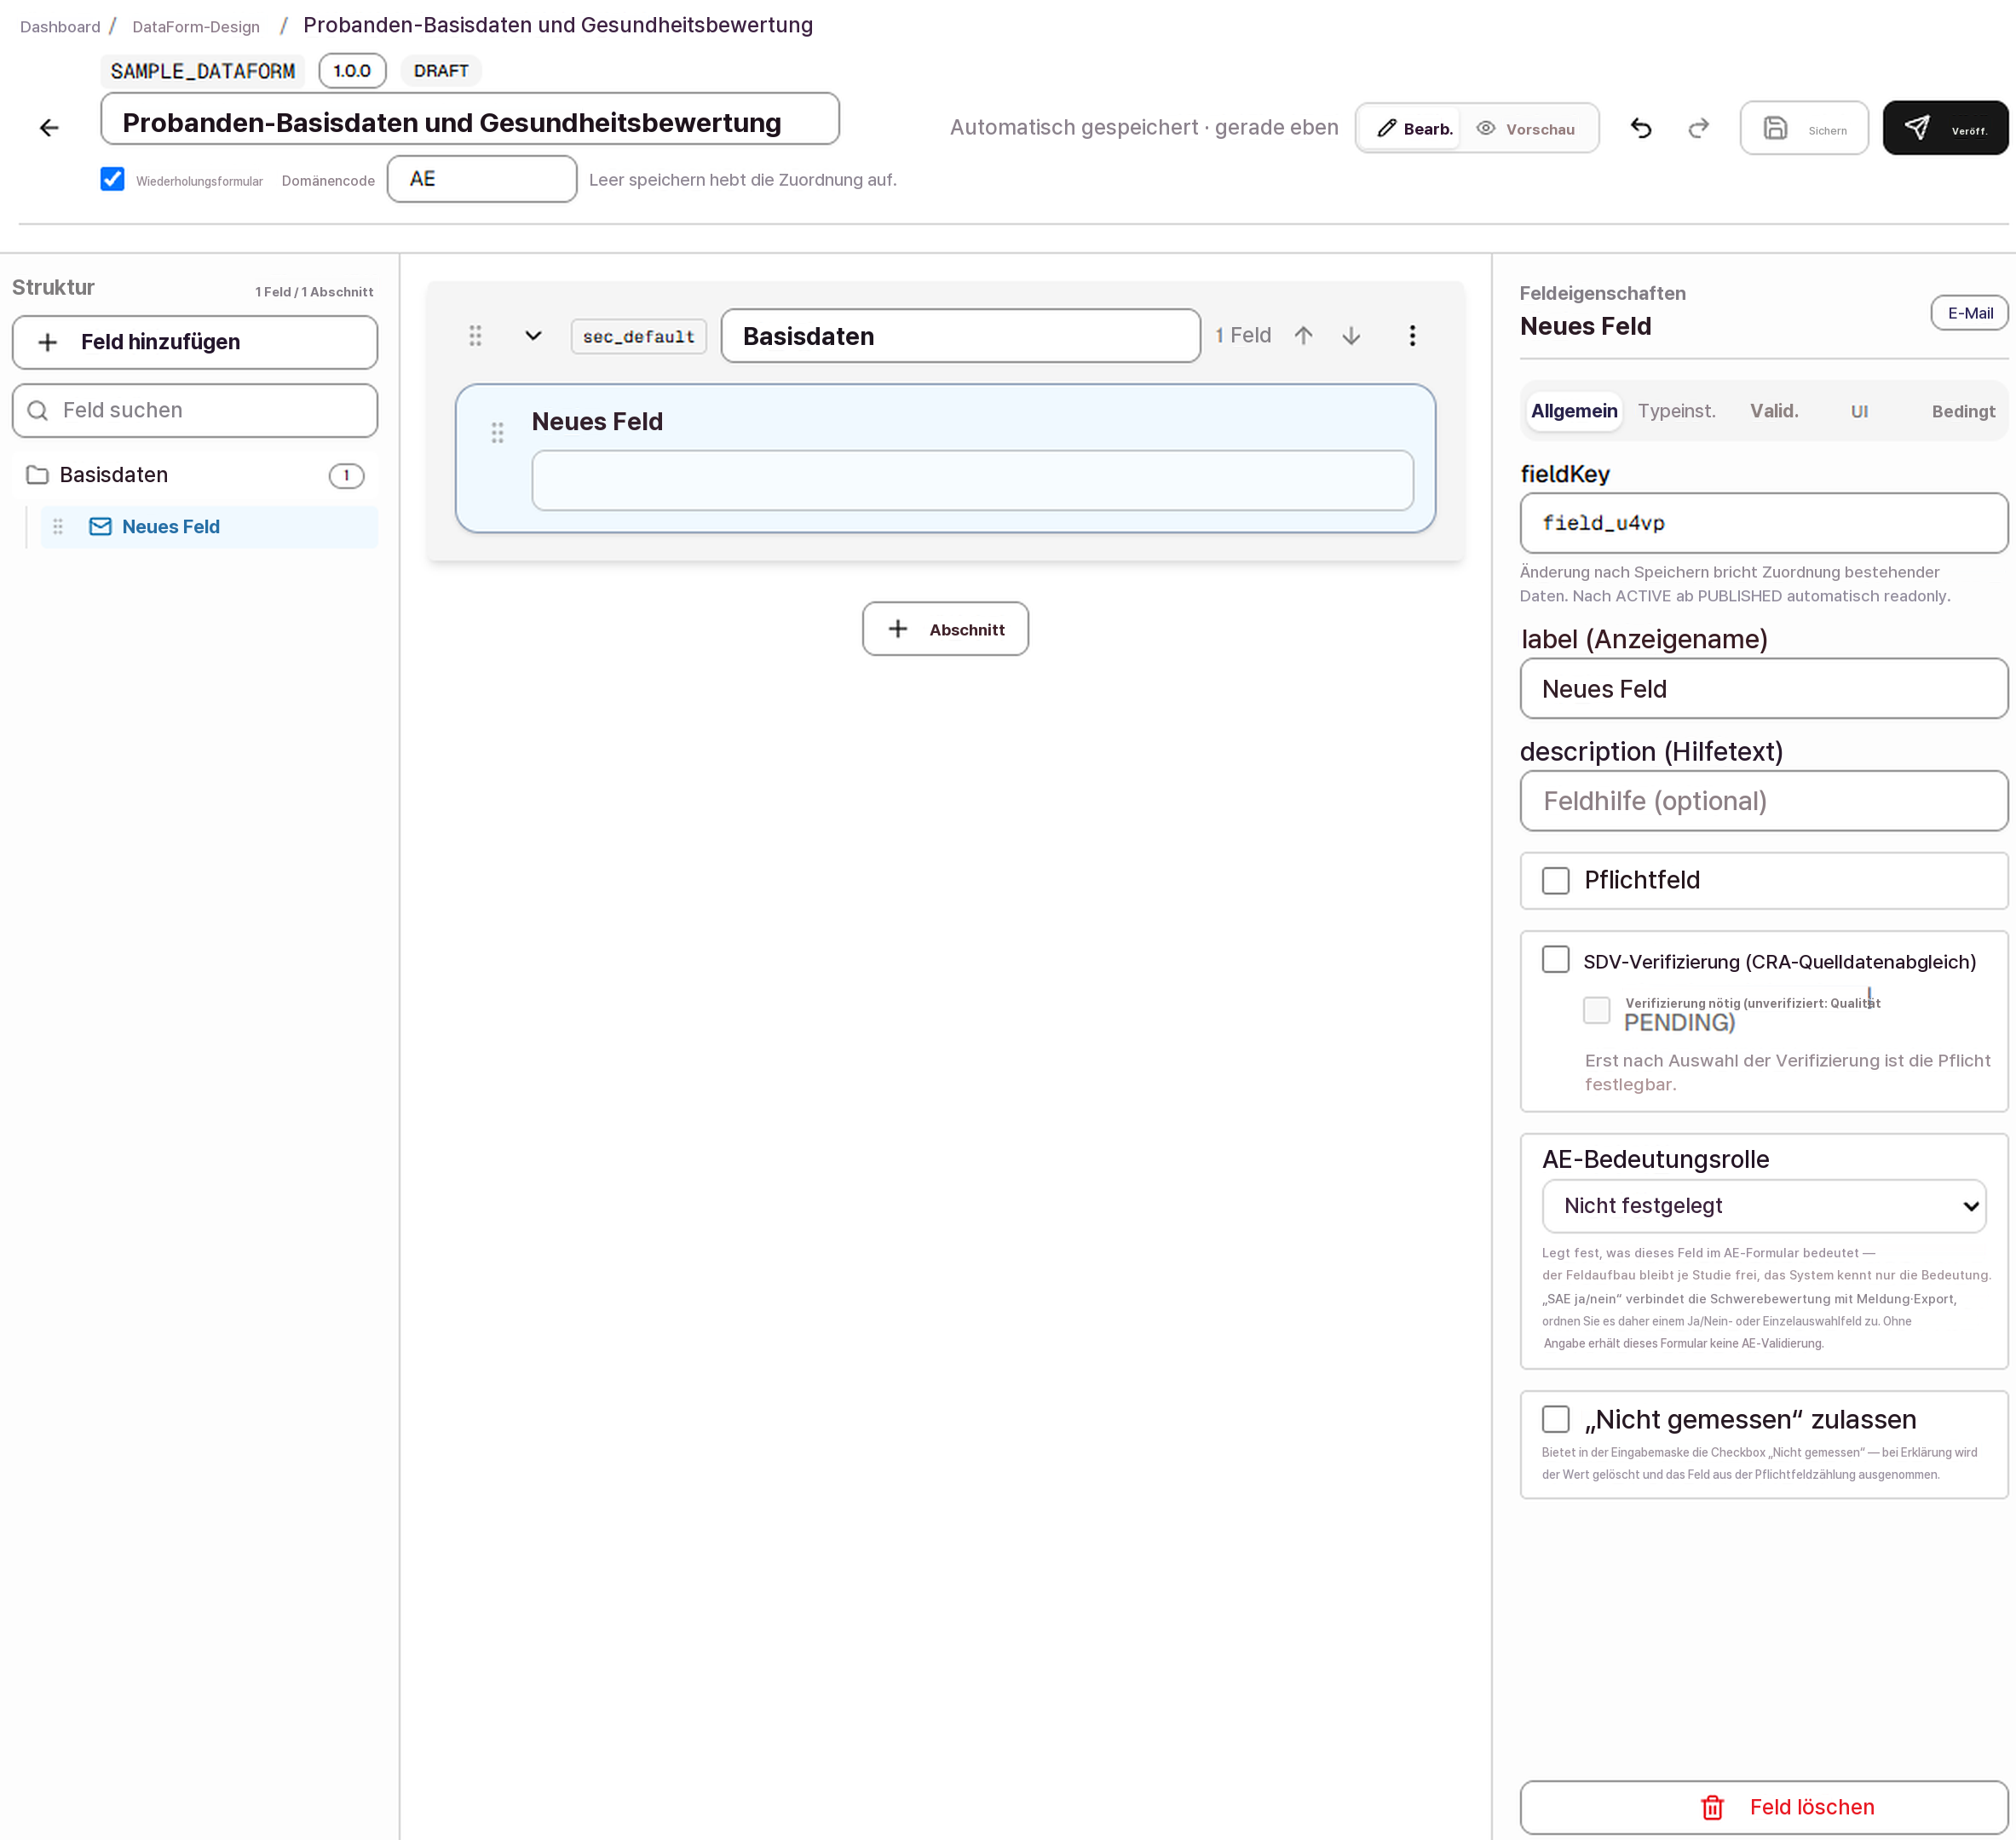 Dashboard / DataForm-Design / Probanden-Basisdaten und Gesundheitsbewertung
SAMPLE_DATAFORM 1.0.0 DRAFT
Probanden-Basisdaten und Gesundheitsbewertung
Automatisch gespeichert · gerade eben
Bearb. Vorschau
Sichern
Veröff.
Wiederholungsformular Domänencode AE Leer speichern hebt die Zuordnung auf.
Struktur 1 Feld / 1 Abschnitt
Feld hinzufügen
Feld suchen
Basisdaten 1
Neues Feld
sec_default Basisdaten 1 Feld
Neues Feld
Abschnitt
Feldeigenschaften
Neues Feld
E-Mail
Allgemein Typeinst. Valid. UI Bedingt
fieldKey
field_u4vp
Änderung nach Speichern bricht Zuordnung bestehender
Daten. Nach ACTIVE ab PUBLISHED automatisch readonly.
label (Anzeigename)
Neues Feld
description (Hilfetext)
Feldhilfe (optional)
Pflichtfeld
SDV-Verifizierung (CRA-Quelldatenabgleich)
Verifizierung nötig (unverifiziert: Qualität
PENDING)
Erst nach Auswahl der Verifizierung ist die Pflicht
festlegbar.
AE-Bedeutungsrolle
Nicht festgelegt
Legt fest, was dieses Feld im AE-Formular bedeutet —
der Feldaufbau bleibt je Studie frei, das System kennt nur die Bedeutung.
„SAE ja/nein“ verbindet die Schwerebewertung mit Meldung·Export,
ordnen Sie es daher einem Ja/Nein- oder Einzelauswahlfeld zu. Ohne
Angabe erhält dieses Formular keine AE-Validierung.
„Nicht gemessen“ zulassen
Bietet in der Eingabemaske die Checkbox „Nicht gemessen“ — bei Erklärung wird
der Wert gelöscht und das Feld aus der Pflichtfeldzählung ausgenommen.
Feld löschen